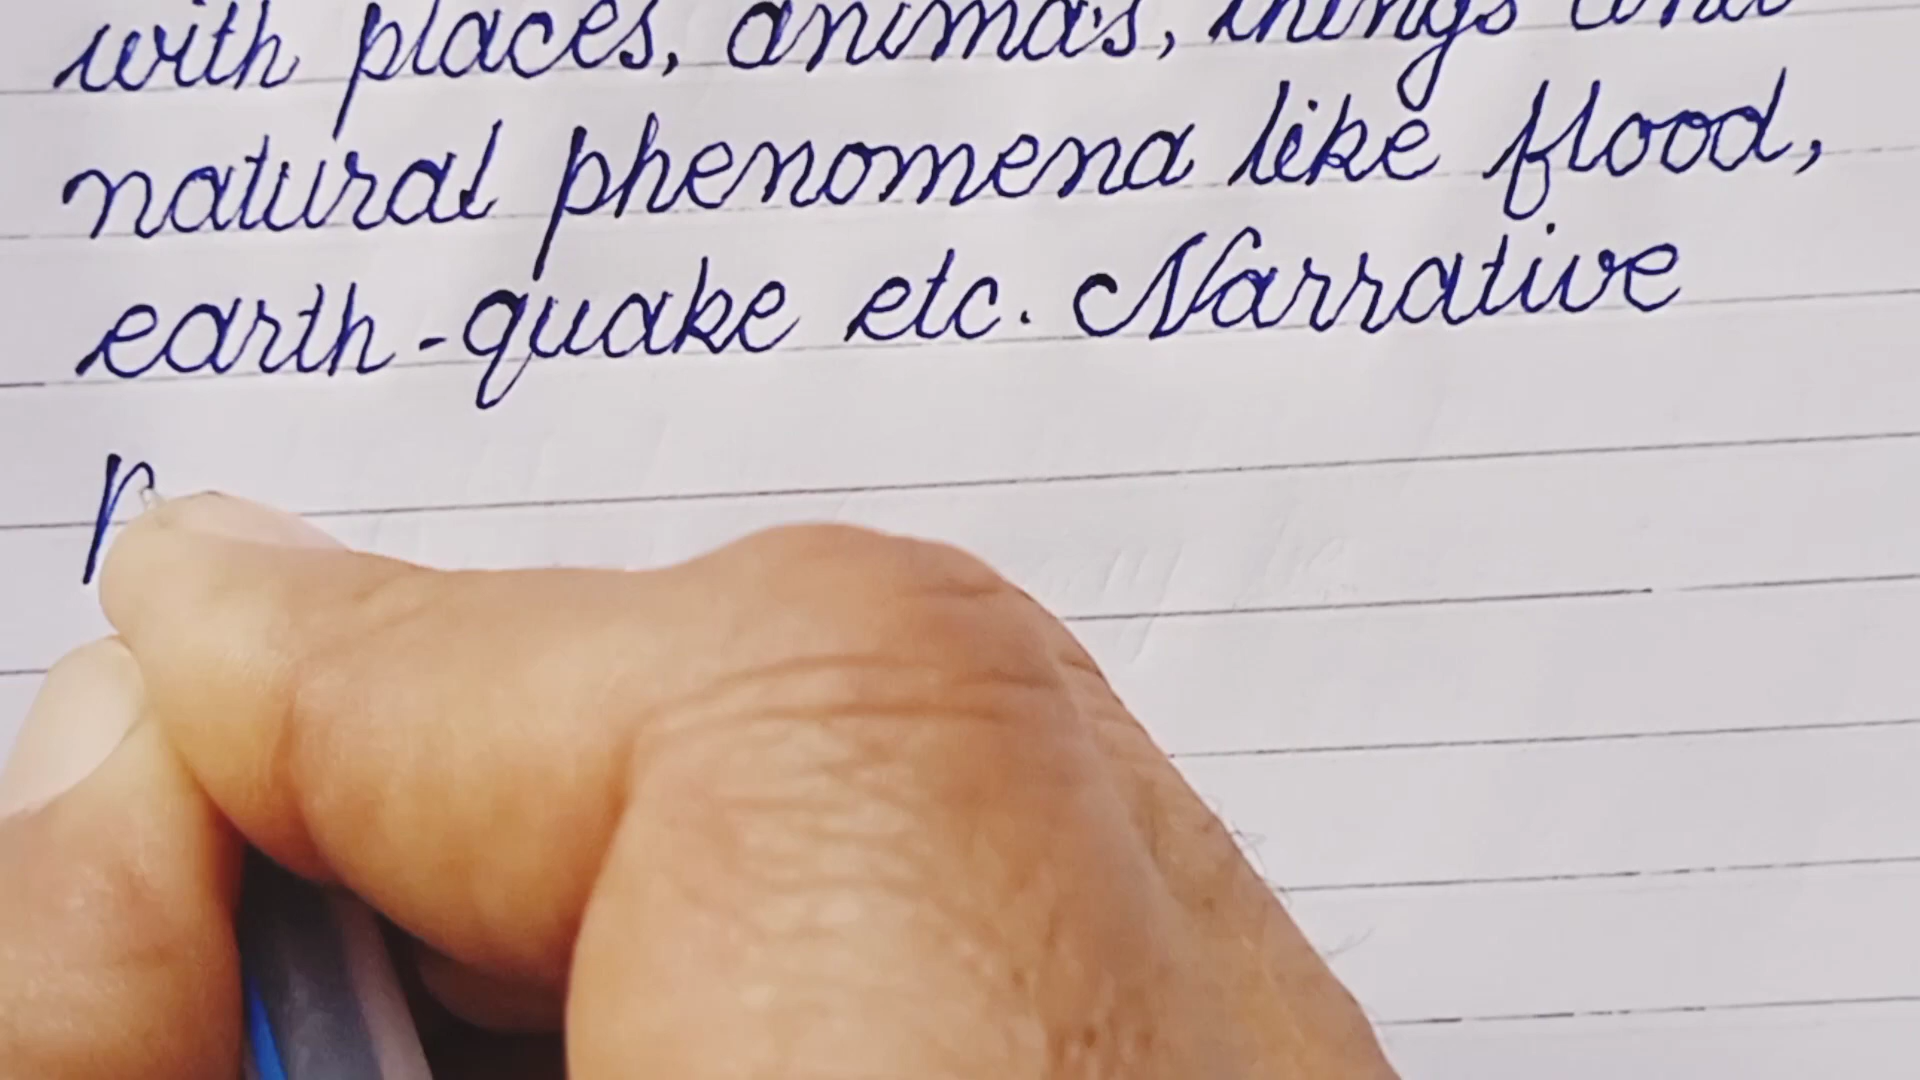 with places, animals, things and
natural phenomena like flood,
earth-quake etc. Narrative
p